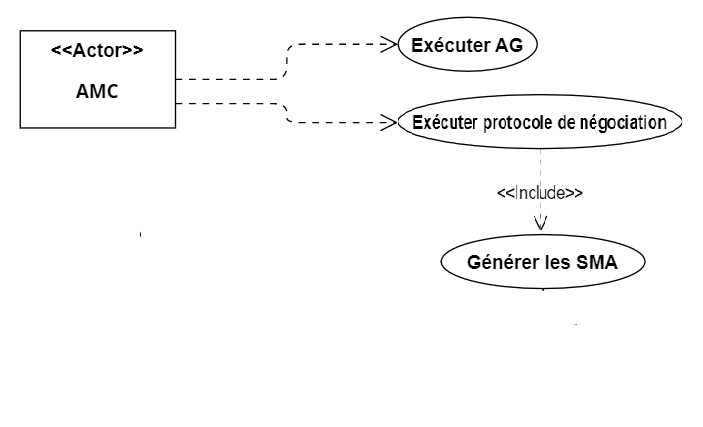 <<Actor>>
AMC
Exécuter AG
Exécuter protocole de négociation
<<Include>>
Générer les SMA